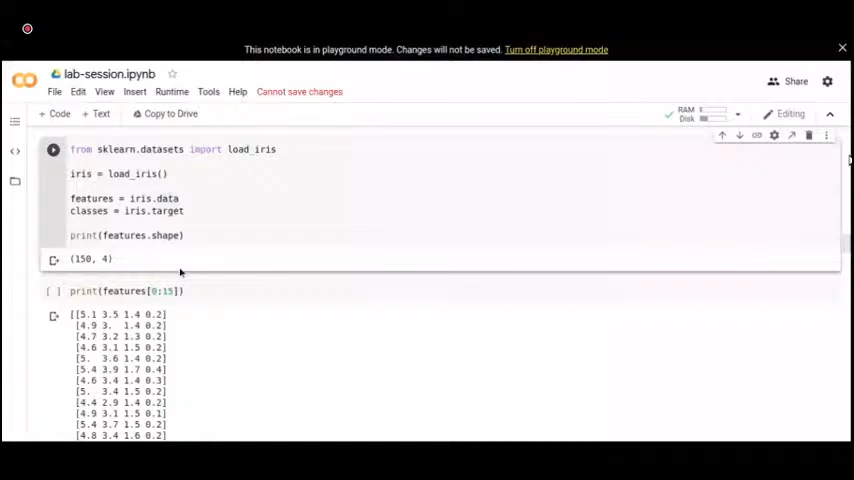 This notebook is in playground mode. Changes will not be saved. Turn off playground mode
lab-session.ipynb
Share
File Edit View Insert Runtime Tools Help Cannot save changes
+ Code + Text Copy to Drive
RAM
Disk
Editing
from sklearn.datasets import load_iris
iris = load_iris()
features = iris.data
classes = iris.target
print(features.shape)
(150, 4)
[ ] print(features[0:15])
[[5.1 3.5 1.4 0.2]
[4.9 3. 1.4 0.2]
[4.7 3.2 1.3 0.2]
[4.6 3.1 1.5 0.2]
[5. 3.6 1.4 0.2]
[5.4 3.9 1.7 0.4]
[4.6 3.4 1.4 0.3]
[5. 3.4 1.5 0.2]
[4.4 2.9 1.4 0.2]
[4.9 3.1 1.5 0.1]
[5.4 3.7 1.5 0.2]
[4.8 3.4 1.6 0.2]